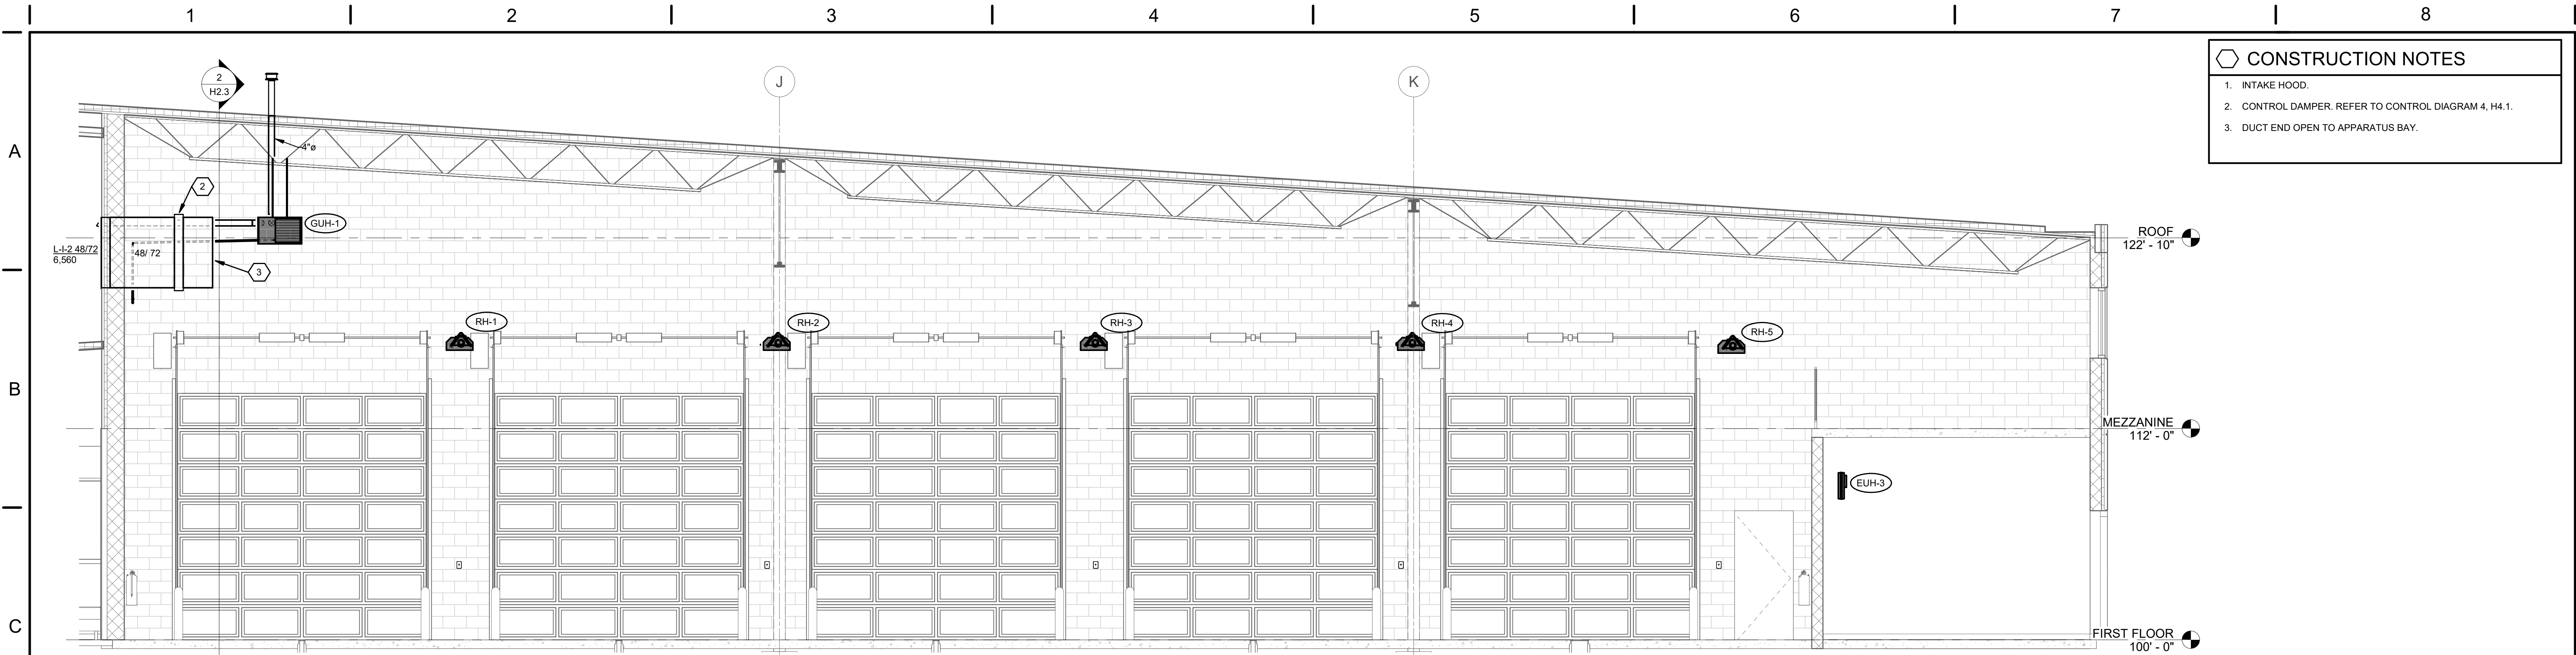 1 2 3 4 5 6 7 8
A
B
C
CONSTRUCTION NOTES
1. INTAKE HOOD.
2. CONTROL DAMPER. REFER TO CONTROL DIAGRAM 4, H4.1.
3. DUCT END OPEN TO APPARATUS BAY.
2
H2.3
J
K
4"ø
2
GUH-1
L-I-2 48/72
6,560
48/ 72
3
ROOF
122' - 10"
RH-1
RH-2
RH-3
RH-4
RH-5
MEZZANINE
112' - 0"
EUH-3
FIRST FLOOR
100' - 0"